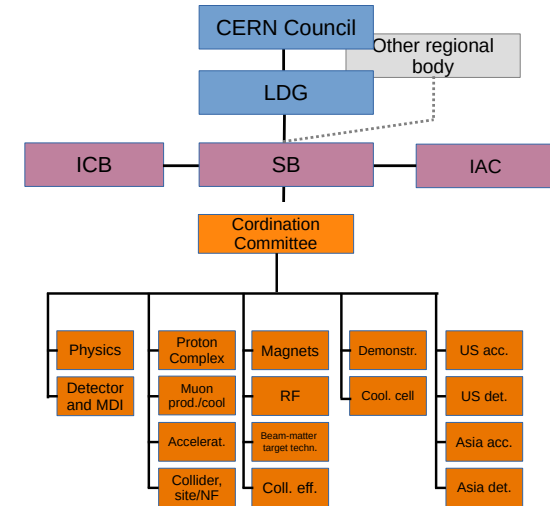 CERN Council
Other regional
body
LDG
ICB
SB
IAC
Cordination
Committee
Physics
Detector
and MDI
Proton
Complex
Muon
prod./cool
Accelerat.
Collider,
site/NF
Magnets
RF
Beam-matter
target techn.
Coll. eff.
Demonstr.
Cool. cell
US acc.
US det.
Asia acc.
Asia det.